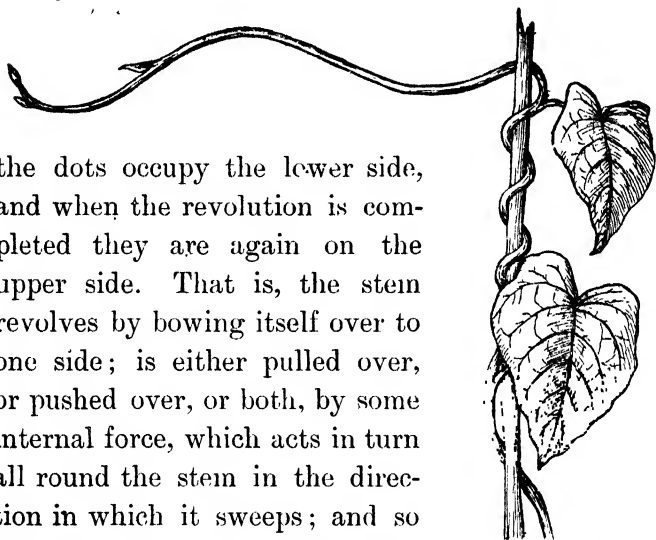 the dots occupy the lower side,
and when the revolution is com-
pleted they are again on the
upper side. That is, the stem
revolves by bowing itself over to
one side; is either pulled over,
or pushed over, or both, by some
internal force, which acts in turn
all round the stem in the direc-
tion in which it sweeps; and so